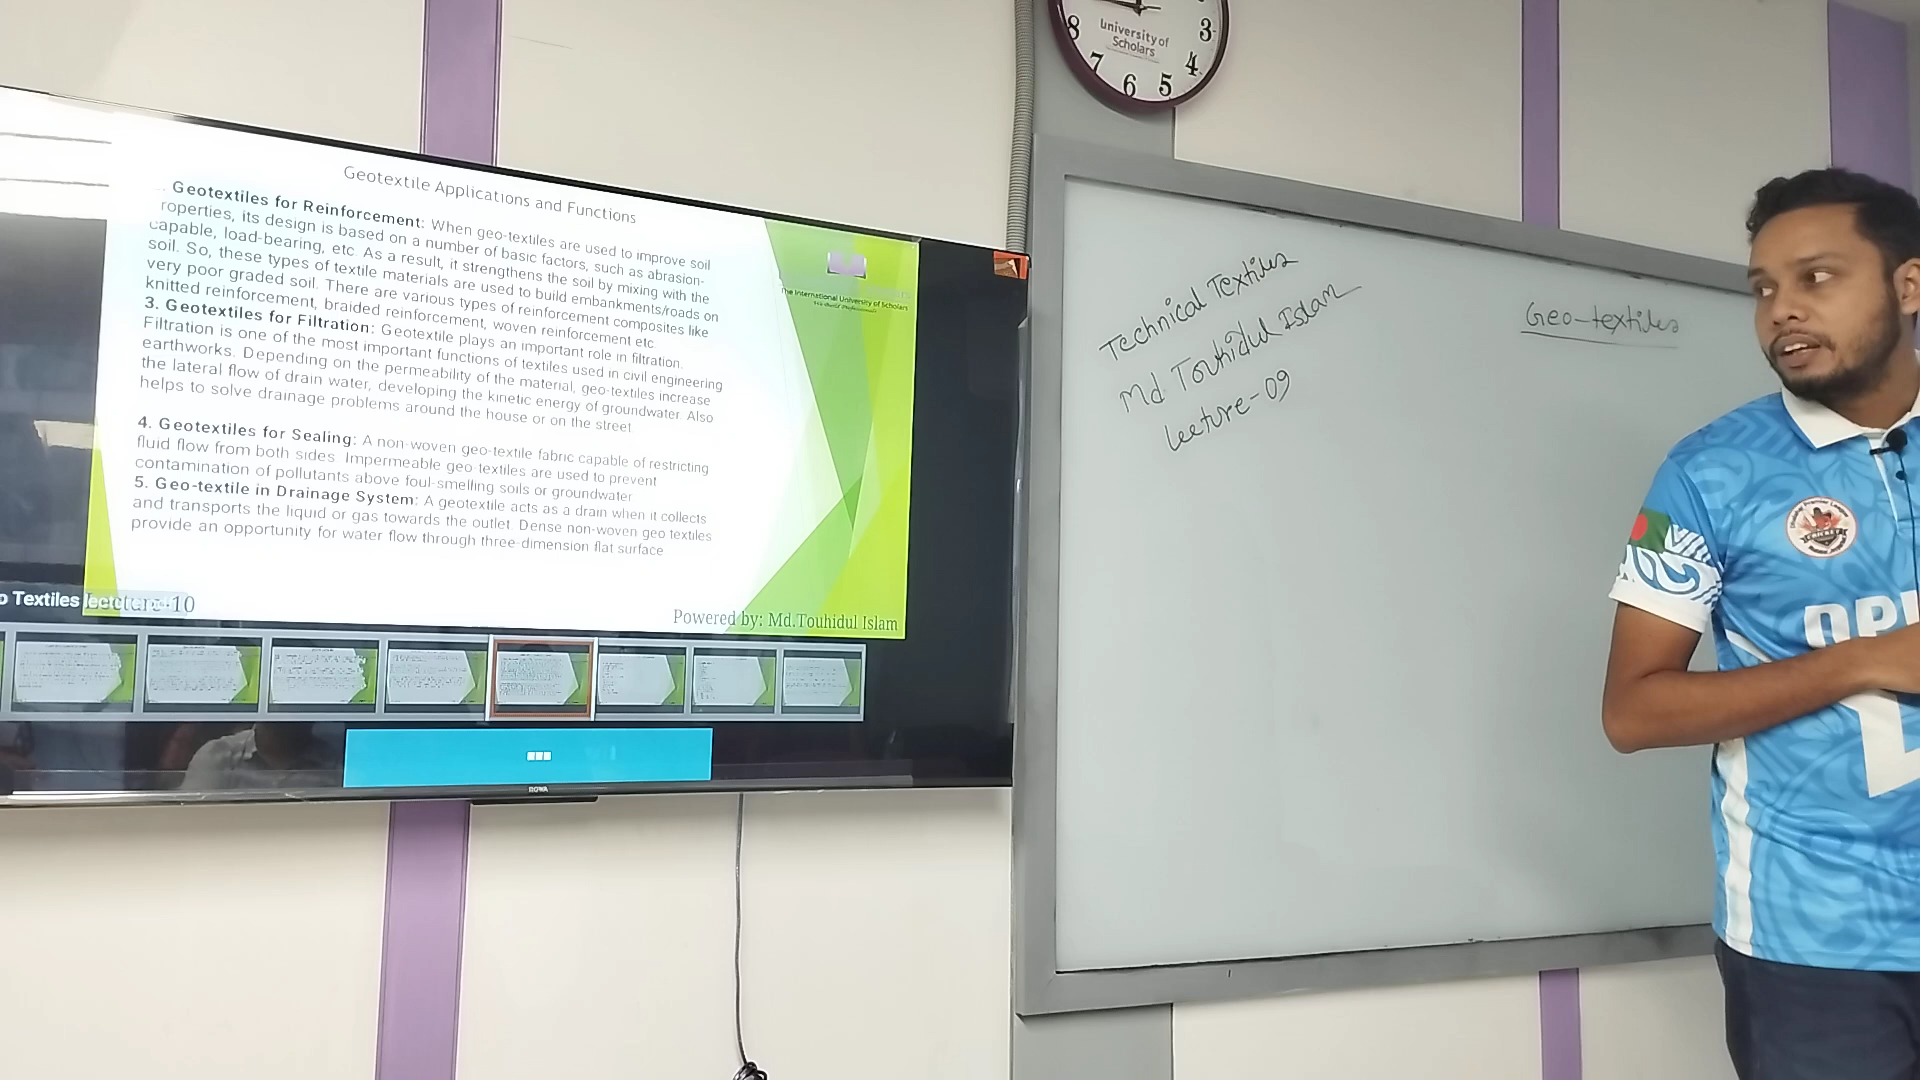 Geotextile Applications and Functions
. Geotextiles for Reinforcement: When geo-textiles are used to improve soil
roperties, its design is based on a number of basic factors, such as abrasion-
capable, load-bearing, etc. As a result, it strengthens the soil by mixing with the
soil. So, these types of textile materials are used to build embankments/roads on
very poor graded soil. There are various types of reinforcement composites like
knitted reinforcement, braided reinforcement, woven reinforcement etc.
3. Geotextiles for Filtration: Geotextile plays an important role in filtration.
Filtration is one of the most important functions of textiles used in civil engineering
earthworks. Depending on the permeability of the material, geo-textiles increase
the lateral flow of drain water, developing the kinetic energy of groundwater. Also
helps to solve drainage problems around the house or on the street
4. Geotextiles for Sealing: A non-woven geo-textile fabric capable of restricting
fluid flow from both sides. Impermeable geo textiles are used to prevent
contamination of pollutants above foul-smelling soils or groundwater
5. Geo-textile in Drainage System: A geotextile acts as a drain when it collects
and transports the liquid or gas towards the outlet. Dense non-woven geo textiles
provide an opportunity for water flow through three-dimension flat surface
The International University of Scholars
o Textiles
Lecture-10
Powered by: Md.Touhidul Islam
ROWA
8 7 6 5 4 3
University of
Scholars
Technical Textiles
Md. Touhidul Islam
Lecture-09
Geo-textiles
CRICKET